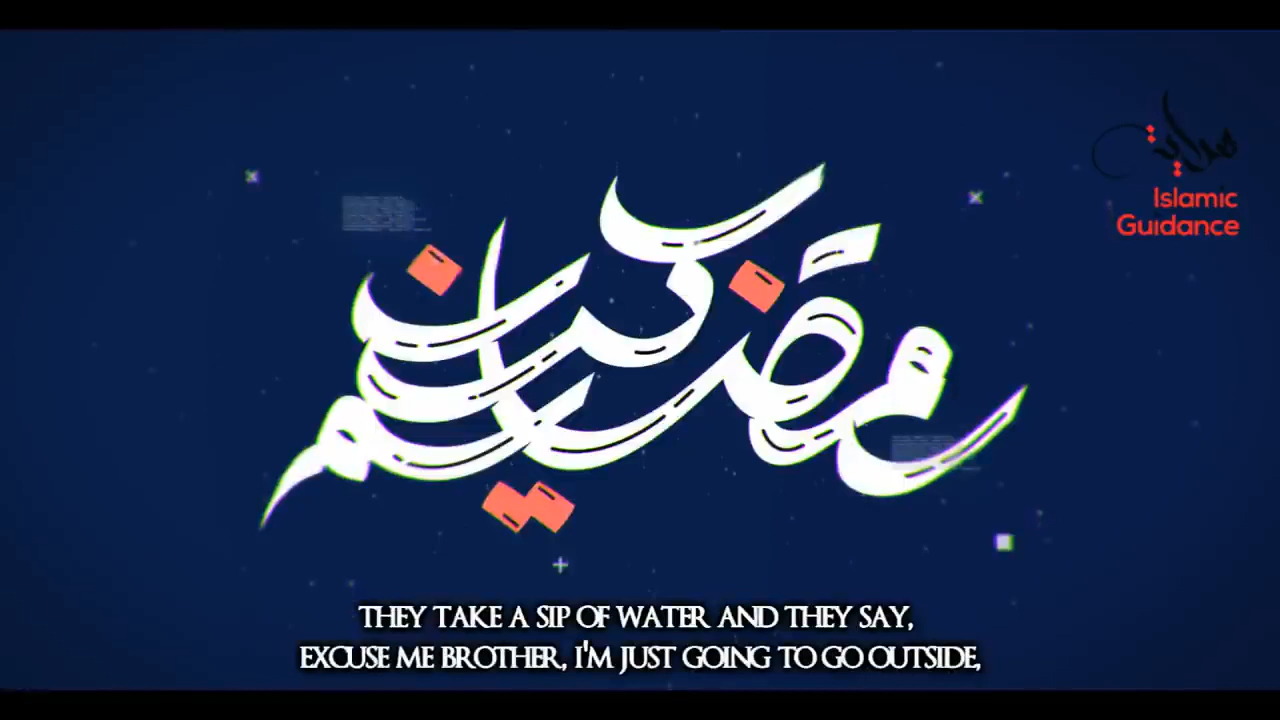 رمضان كريم
هداية
Islamic
Guidance
THEY TAKE A SIP OF WATER AND THEY SAY,
EXCUSE ME BROTHER, I'M JUST GOING TO GO OUTSIDE,